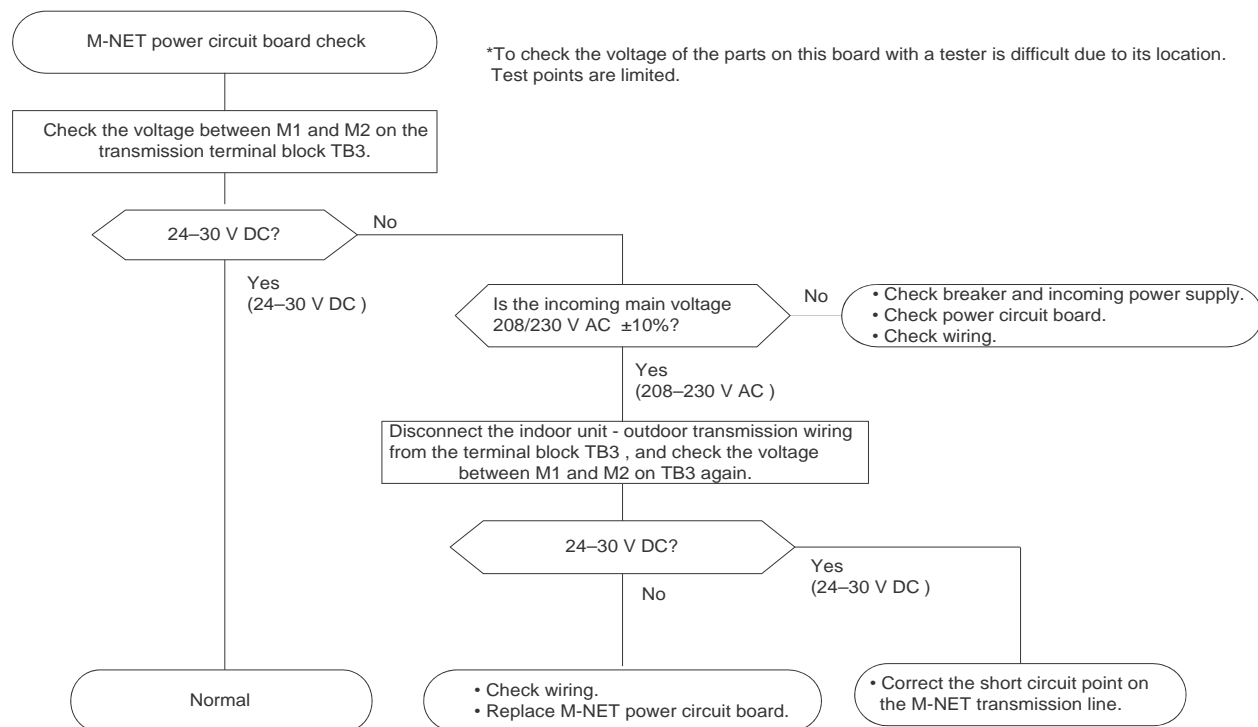 M-NET power circuit board check
*To check the voltage of the parts on this board with a tester is difficult due to its location.
Test points are limited.
Check the voltage between M1 and M2 on the
transmission terminal block TB3.
24–30 V DC?
No
Yes
(24–30 V DC )
Is the incoming main voltage
208/230 V AC ±10%?
No
• Check breaker and incoming power supply.
• Check power circuit board.
• Check wiring.
Yes
(208–230 V AC )
Disconnect the indoor unit - outdoor transmission wiring
from the terminal block TB3 , and check the voltage
between M1 and M2 on TB3 again.
24–30 V DC?
Yes
(24–30 V DC )
No
Normal
• Check wiring.
• Replace M-NET power circuit board.
• Correct the short circuit point on
the M-NET transmission line.